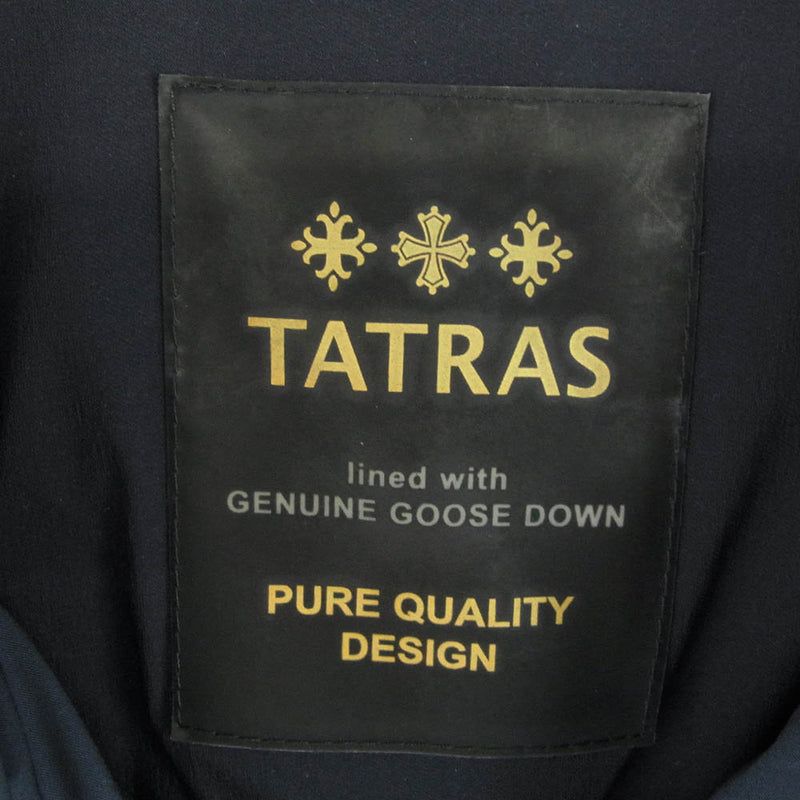 TATRAS
lined with
GENUINE GOOSE DOWN
PURE QUALITY
DESIGN